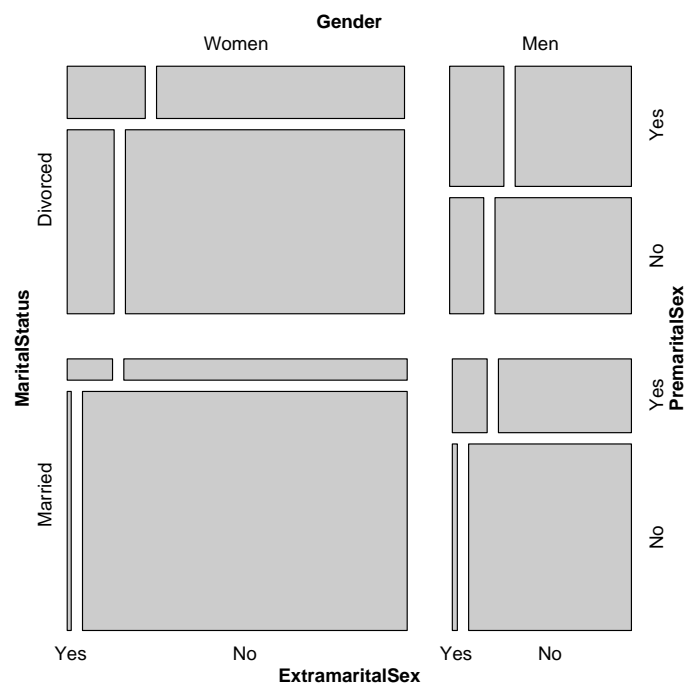 Gender
Women Men
MaritalStatus
Divorced
Married
Yes
No
Yes
No
PremaritalSex
Yes No Yes No
ExtramaritalSex